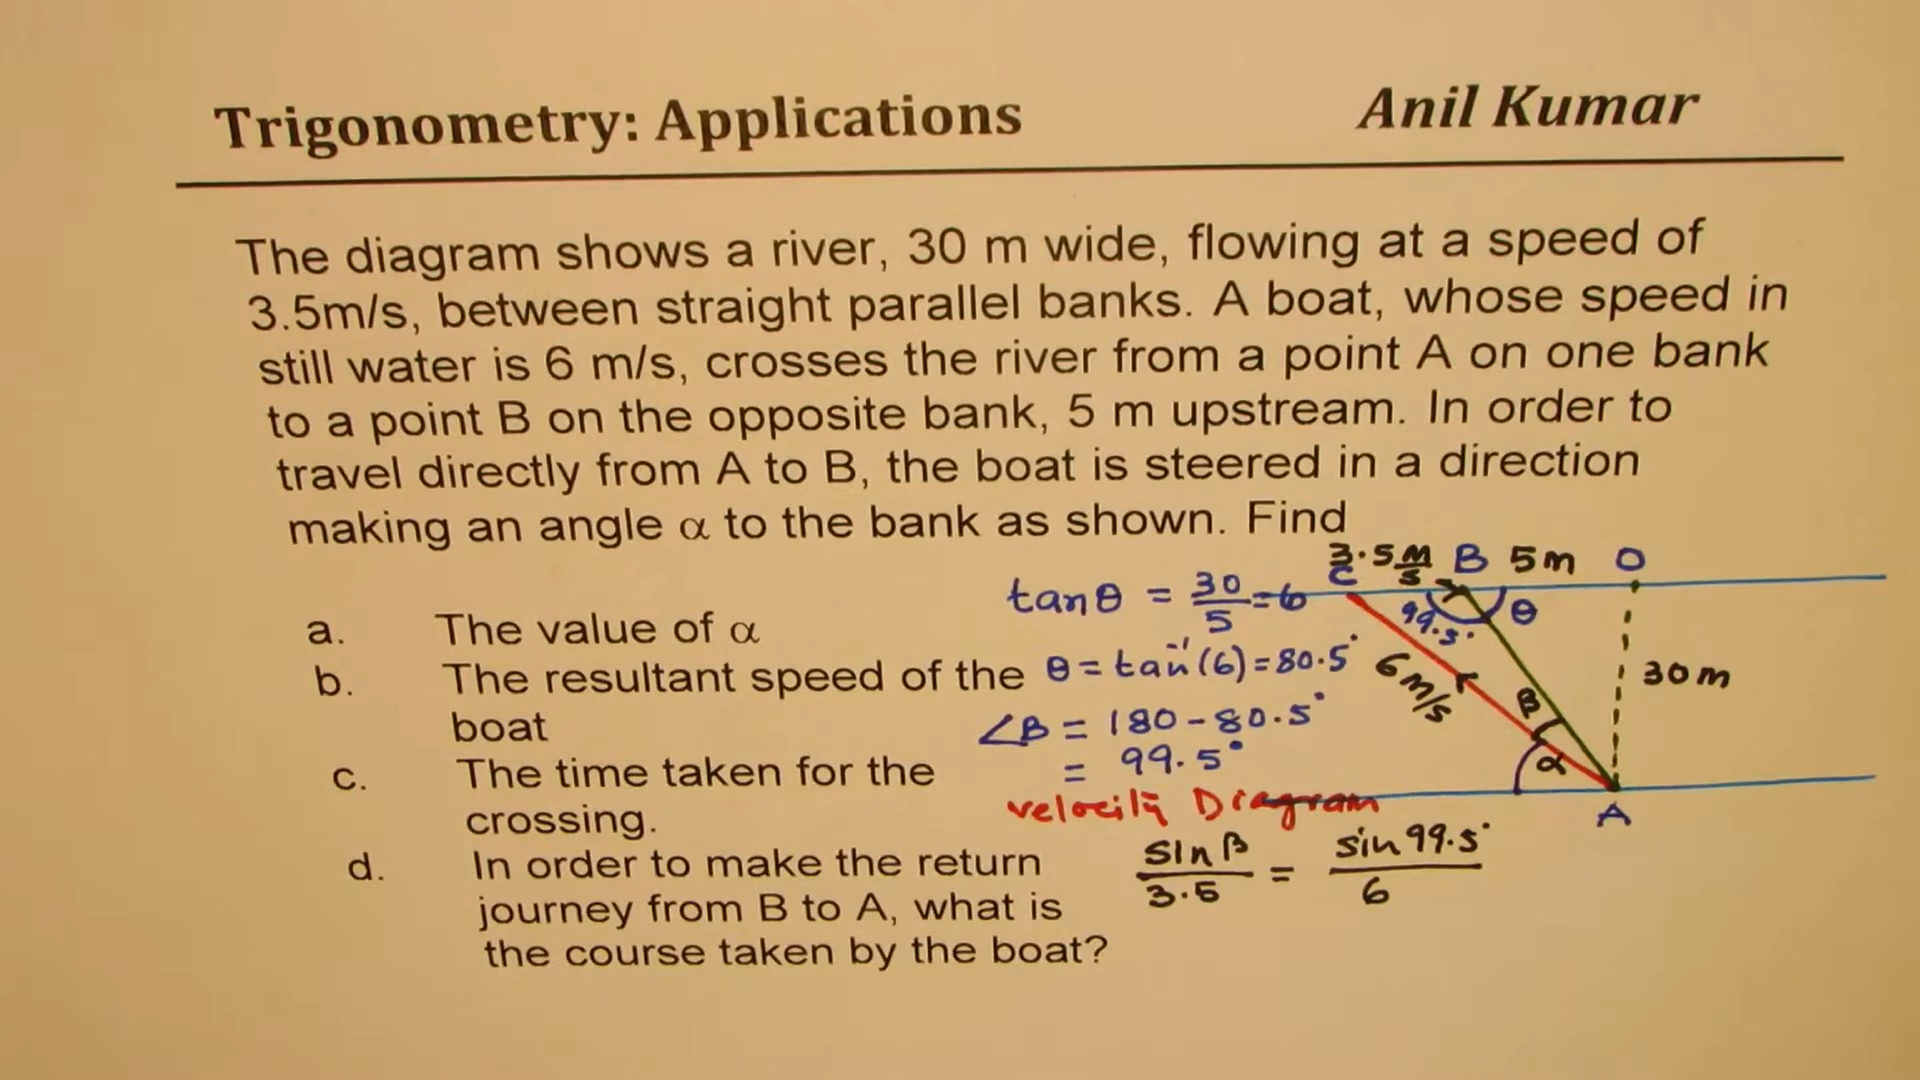 Trigonometry: Applications
Anil Kumar
The diagram shows a river, 30 m wide, flowing at a speed of
3.5m/s, between straight parallel banks. A boat, whose speed in
still water is 6 m/s, crosses the river from a point A on one bank
to a point B on the opposite bank, 5 m upstream. In order to
travel directly from A to B, the boat is steered in a direction
making an angle α to the bank as shown. Find
a. The value of α
b. The resultant speed of the
boat
c. The time taken for the
crossing.
d. In order to make the return
journey from B to A, what is
the course taken by the boat?
tanθ = 30/5 = 6
θ = tan⁻¹(6) = 80.5°
∠B = 180 - 80.5°
= 99.5°
velocity Diagram
sin β/3.5 = sin 99.5°/6
3.5 m/s B 5m O
C
99.5° θ
6 m/s 30 m
β
α
A